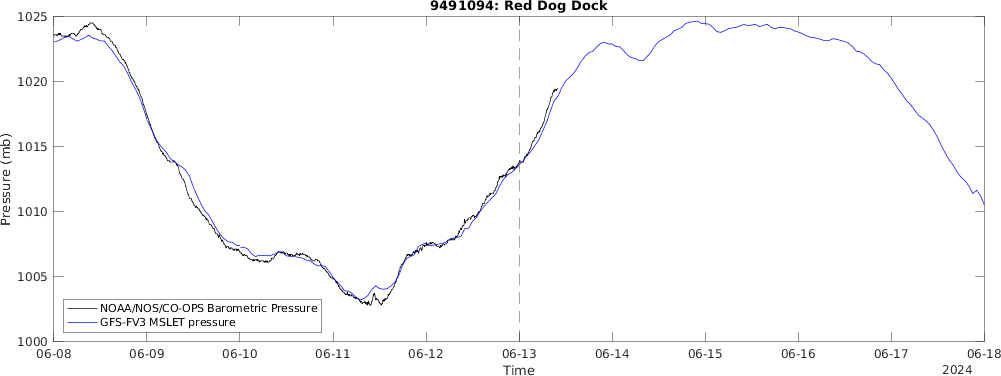 9491094: Red Dog Dock
Pressure (mb)
1025
1020
1015
1010
1005
1000
NOAA/NOS/CO-OPS Barometric Pressure
GFS-FV3 MSLET pressure
06-08 06-09 06-10 06-11 06-12 06-13 06-14 06-15 06-16 06-17 06-18
Time
2024